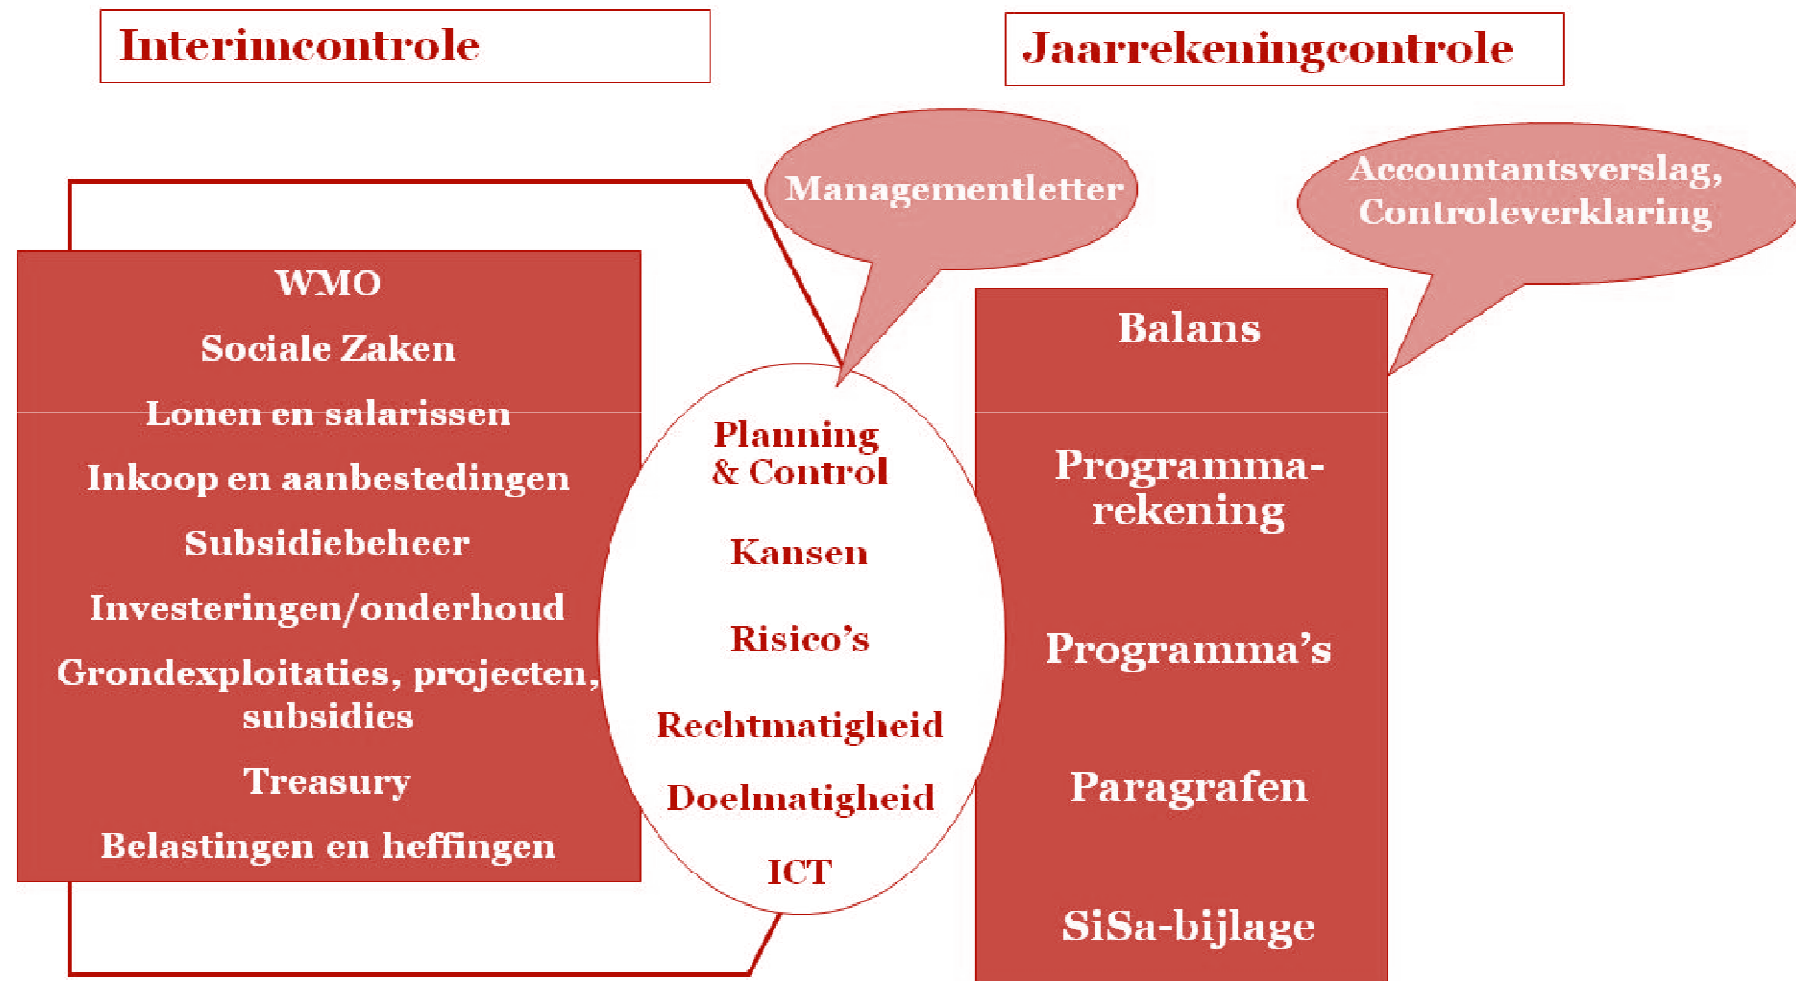 Interimcontrole
Jaarrekeningcontrole
Managementletter
Accountantsverslag,
Controleverklaring
WMO
Sociale Zaken
Lonen en salarissen
Inkoop en aanbestedingen
Subsidiebeheer
Investeringen/onderhoud
Grondexploitaties, projecten,
subsidies
Treasury
Belastingen en heffingen
Planning
& Control
Kansen
Risico’s
Rechtmatigheid
Doelmatigheid
ICT
Balans
Programma-
rekening
Programma’s
Paragrafen
SiSa-bijlage